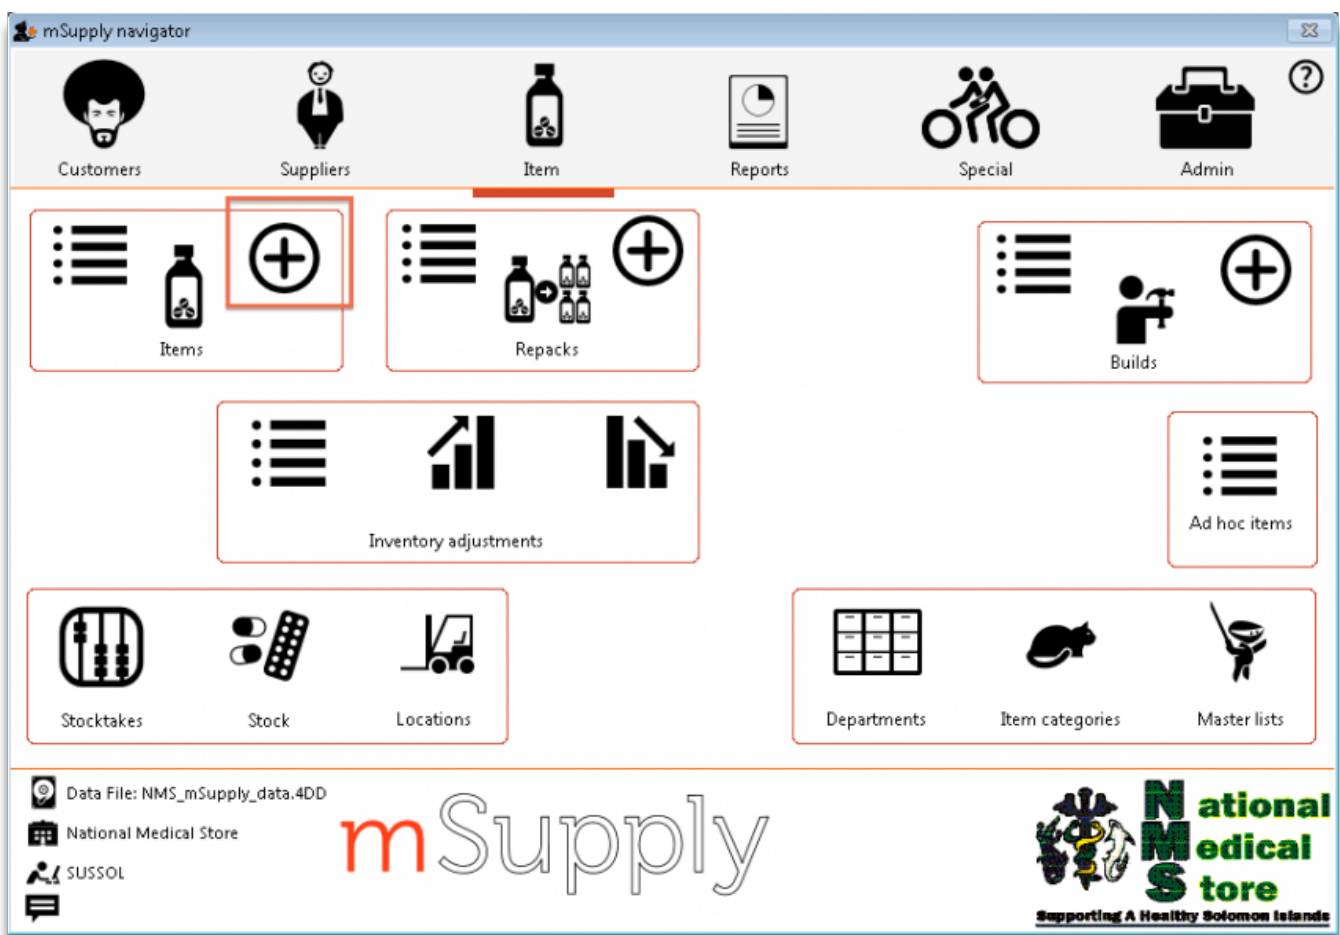 mSupply navigator
Customers
Suppliers
Item
Reports
Special
Admin
?
Items
Repacks
Builds
Inventory adjustments
Ad hoc items
Stocktakes
Stock
Locations
Departments
Item categories
Master lists
Data File: NMS_mSupply_data.4DD
National Medical Store
SUSSOL
mSupply
National
Medical
Store
Supporting A Healthy Solomon Islands